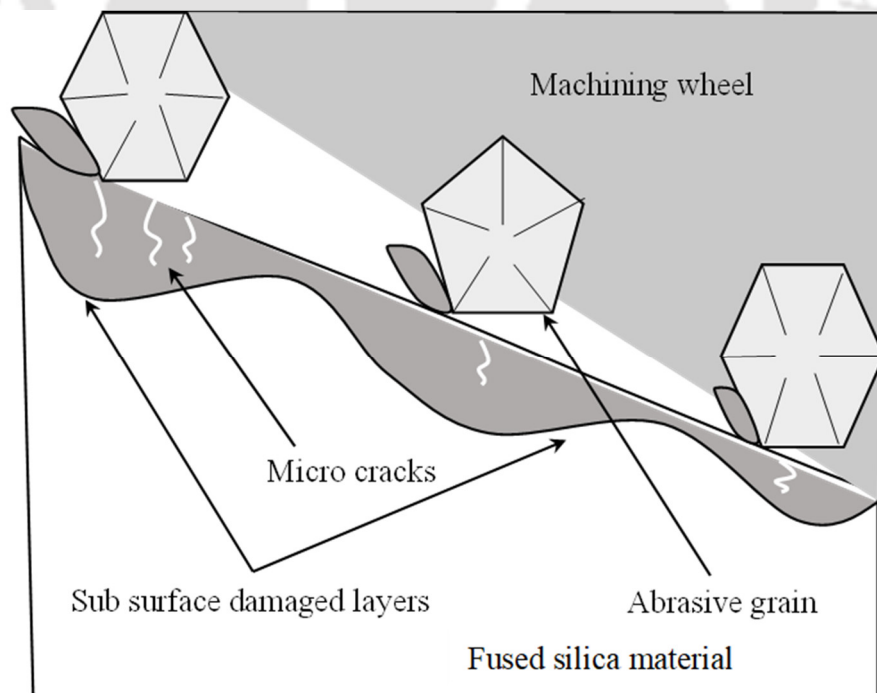 Machining wheel
Micro cracks
Sub surface damaged layers
Abrasive grain
Fused silica material